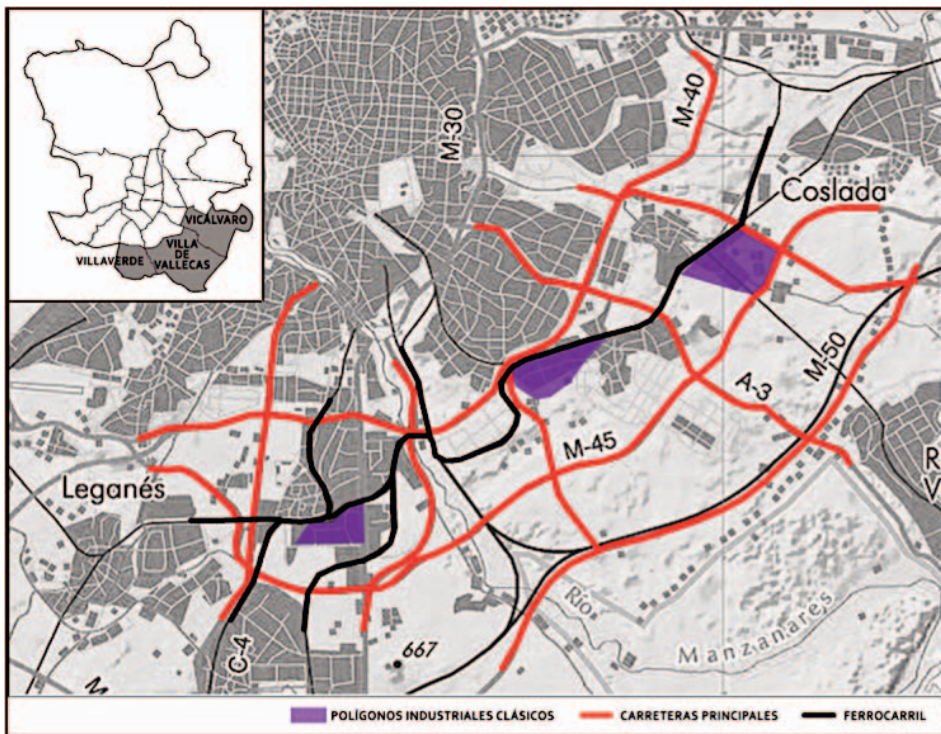 VICÁLVARO
VILLA
DE
VALLECAS
VILLAVERDE
M-30
M-40
Coslada
M-50
A-3
M-45
Leganés
R
V
Río
Manzanares
C-4
667
M
POLÍGONOS INDUSTRIALES CLÁSICOS
CARRETERAS PRINCIPALES
FERROCARRIL